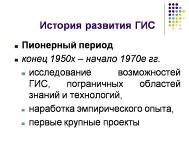 История развития ГИС
Пионерный период
конец 1950х – начало 1970е гг.
исследование возможностей
ГИС, пограничных областей
знаний и технологий,
наработка эмпирического опыта,
первые крупные проекты